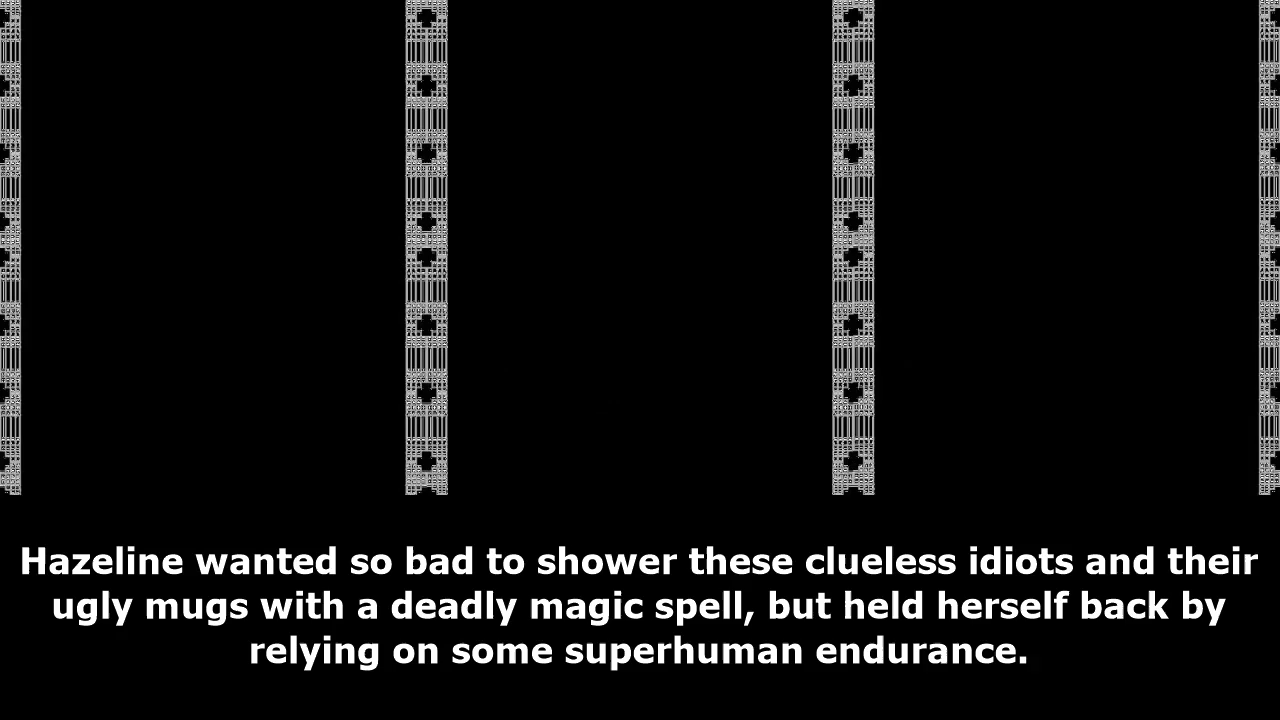 Hazeline wanted so bad to shower these clueless idiots and their
ugly mugs with a deadly magic spell, but held herself back by
relying on some superhuman endurance.